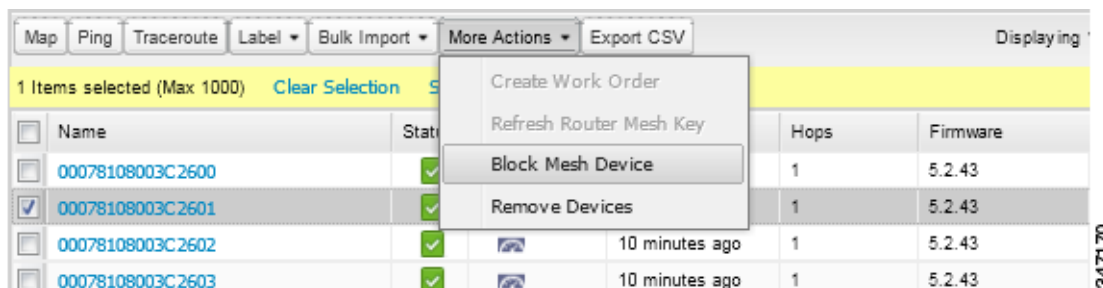 Map Ping Traceroute Label Bulk Import More Actions Export CSV Displaying
1 Items selected (Max 1000) Clear Selection S
Create Work Order
Refresh Router Mesh Key
Block Mesh Device
Remove Devices
Name Statu Hops Firmware
00078108003C2600 1 5.2.43
00078108003C2601 1 5.2.43
00078108003C2602 10 minutes ago 1 5.2.43
00078108003C2603 10 minutes ago 1 5.2.43
347170